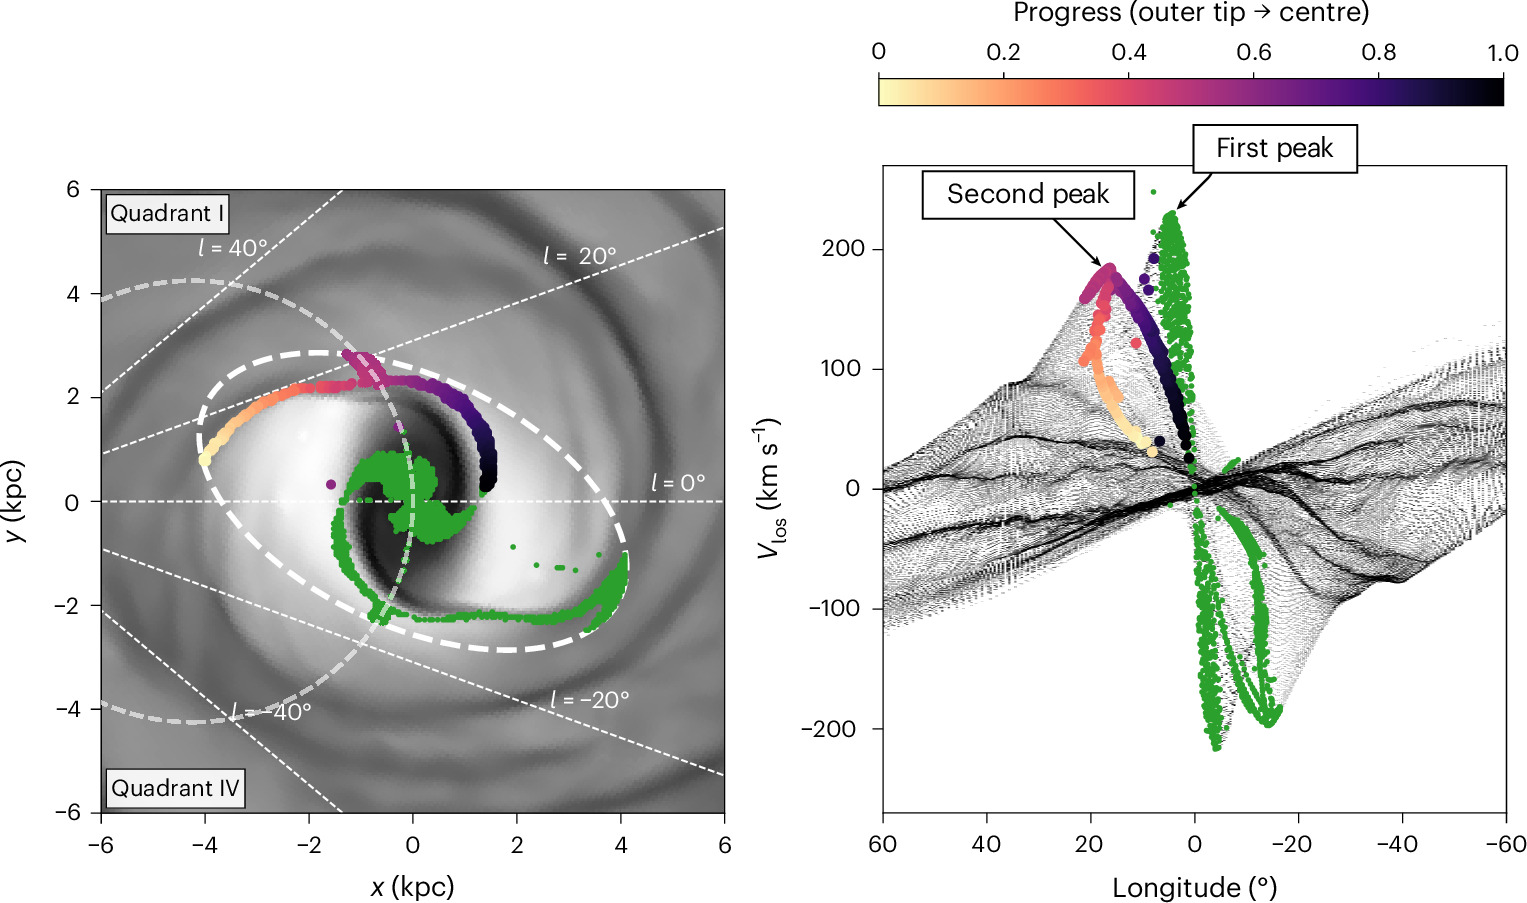 Progress (outer tip → centre)
0 0.2 0.4 0.6 0.8 1.0
First peak
Second peak
Quadrant I
l = 40°
l = 20°
l = 0°
l = −20°
l = −40°
Quadrant IV
6
4
2
0
−2
−4
−6
y (kpc)
−6 −4 −2 0 2 4 6
x (kpc)
200
100
0
−100
−200
Vlos (km s−1)
60 40 20 0 −20 −40 −60
Longitude (°)